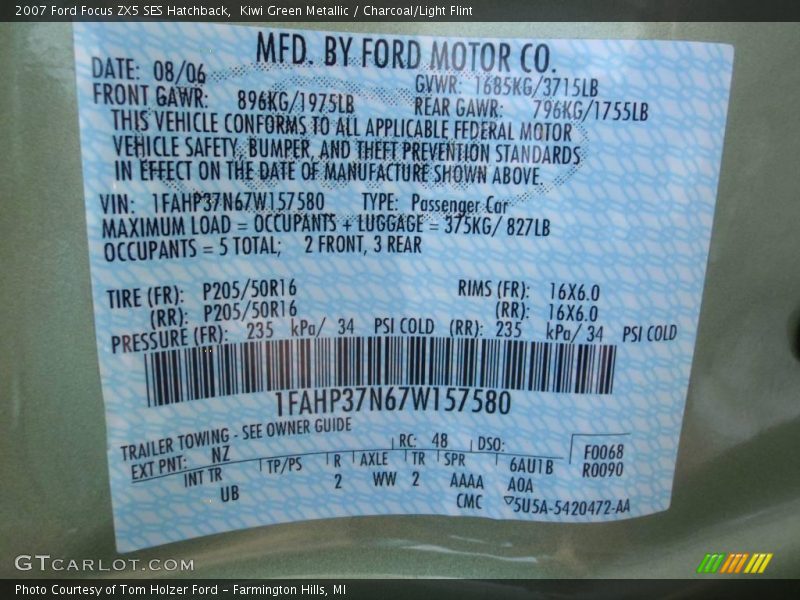 2007 Ford Focus ZX5 SES Hatchback, Kiwi Green Metallic / Charcoal/Light Flint
MFD. BY FORD MOTOR CO.
DATE: 08/06 GVWR: 1685KG/3715LB
FRONT GAWR: 896KG/1975LB REAR GAWR: 796KG/1755LB
THIS VEHICLE CONFORMS TO ALL APPLICABLE FEDERAL MOTOR
VEHICLE SAFETY, BUMPER, AND THEFT PREVENTION STANDARDS
IN EFFECT ON THE DATE OF MANUFACTURE SHOWN ABOVE.
VIN: 1FAHP37N67W157580 TYPE: Passenger Car
MAXIMUM LOAD = OCCUPANTS + LUGGAGE = 375KG/ 827LB
OCCUPANTS = 5 TOTAL; 2 FRONT, 3 REAR
TIRE (FR): P205/50R16 RIMS (FR): 16X6.0
(RR): P205/50R16 (RR): 16X6.0
PRESSURE (FR): 235 kPa/ 34 PSI COLD (RR): 235 kPa/ 34 PSI COLD
1FAHP37N67W157580
TRAILER TOWING - SEE OWNER GUIDE RC: 48 DSO: F0068
EXT PNT: NZ R0090
INT TR TP/PS R AXLE TR SPR 6AU1B
UB 2 WW 2 AAAA A0A
CMC 5U5A-5420472-AA
GTCARLOT.COM
Photo Courtesy of Tom Holzer Ford – Farmington Hills, MI